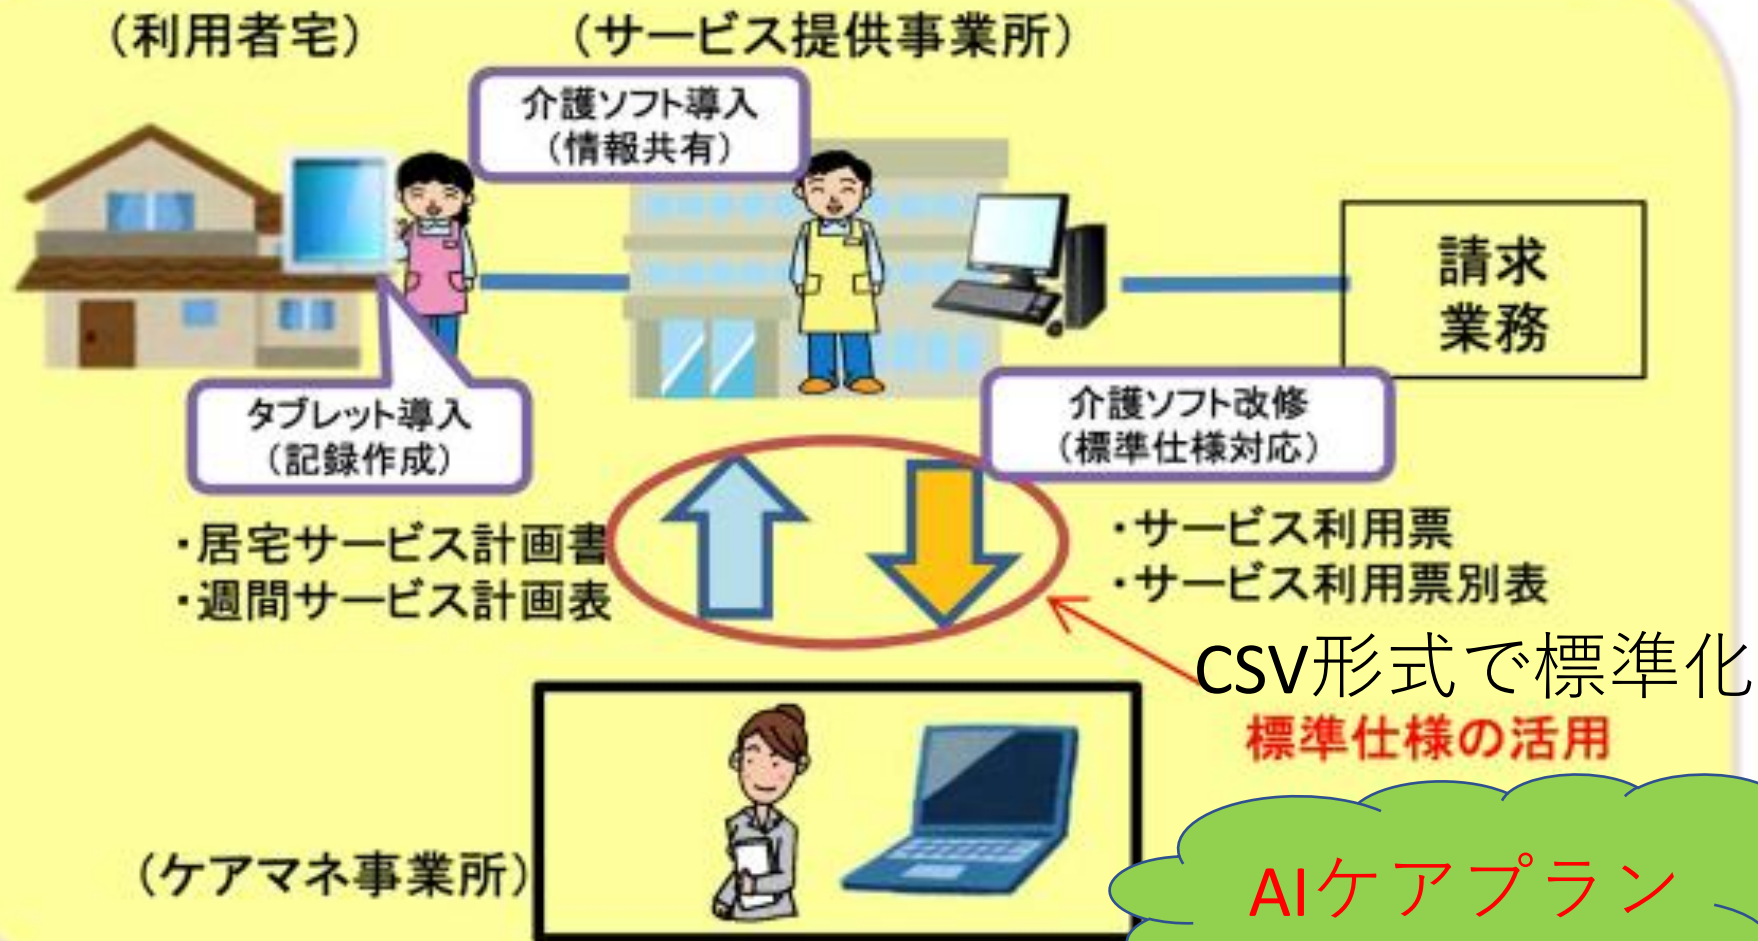 （利用者宅）
（サービス提供事業所）
介護ソフト導入
（情報共有）
請求
業務
タブレット導入
（記録作成）
介護ソフト改修
（標準仕様対応）
・居宅サービス計画書
・週間サービス計画表
・サービス利用票
・サービス利用票別表
CSV形式で標準化
標準仕様の活用
（ケアマネ事業所）
AIケアプラン